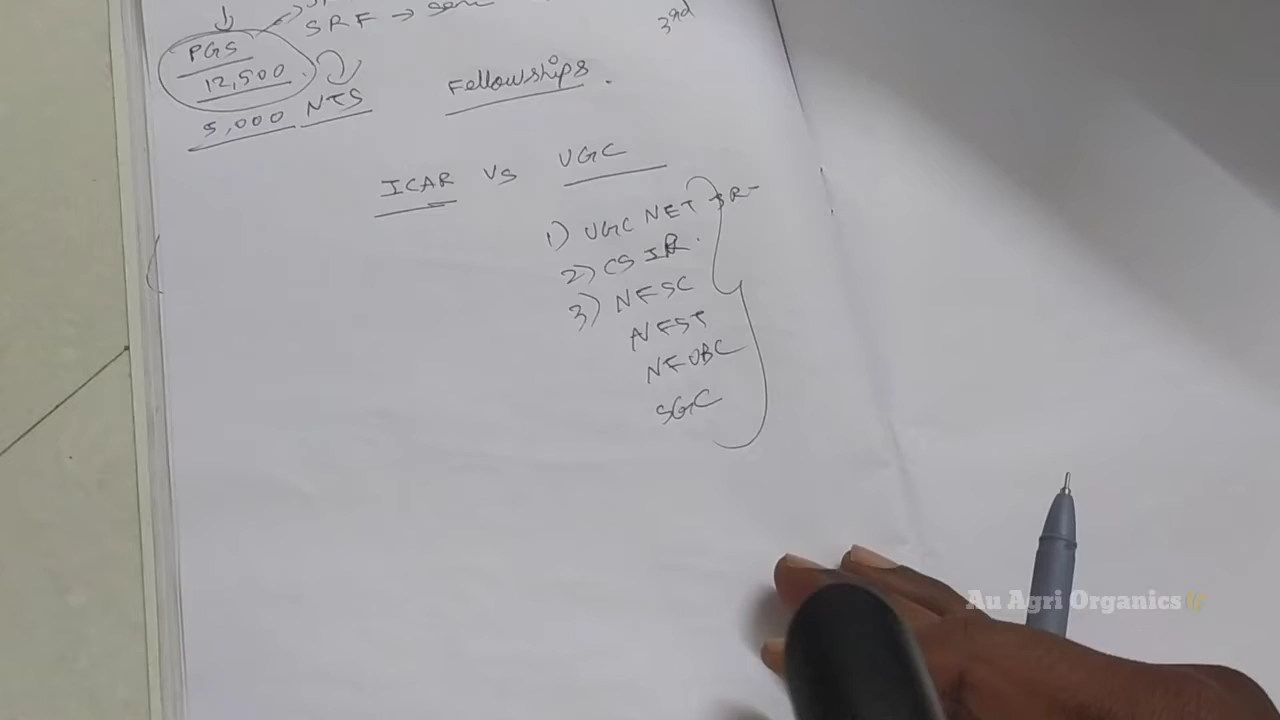 SRF →
3rd
PGS
12,500
5,000 NTS
Fellowships.
ICAR VS UGC
1) UGC NET
2) CSIR.
3) NFSC
NFST
NFOBC
SGC
Au Agri Organics